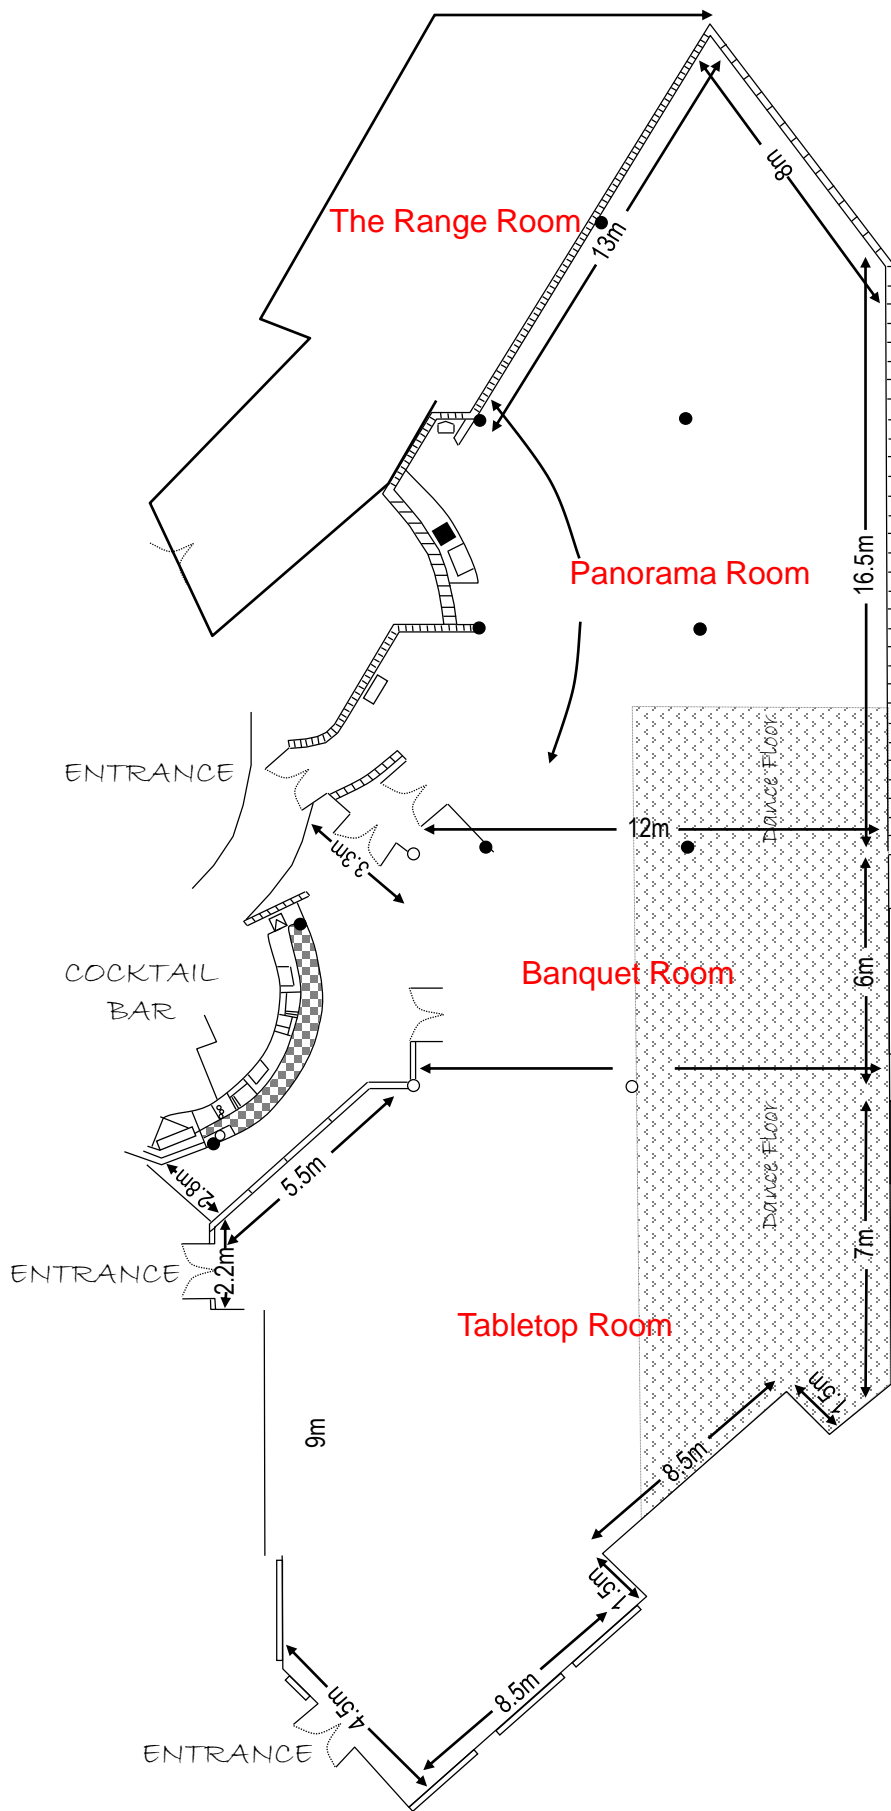 8m
The Range Room
13m
16.5m
Panorama Room
ENTRANCE
Dance Floor
12m
3.3m
COCKTAIL
BAR
Banquet Room
6m
Dance Floor
5.5m
2.8m
7m
ENTRANCE
2.2m
Tabletop Room
1.5m
9m
8.5m
1.5m
8.5m
4.5m
ENTRANCE